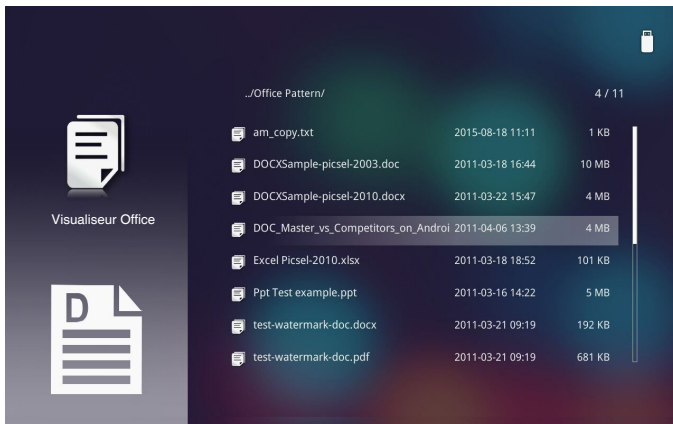 ../Office Pattern/ 4 / 11
am_copy.txt 2015-08-18 11:11 1 KB
DOCXSample-picsel-2003.doc 2011-03-18 16:44 10 MB
DOCXSample-picsel-2010.docx 2011-03-22 15:47 4 MB
Visualiseur Office
DOC_Master_vs_Competitors_on_Androi 2011-04-06 13:39 4 MB
Excel Picsel-2010.xlsx 2011-03-18 18:52 101 KB
Ppt Test example.ppt 2011-03-16 14:22 5 MB
D
test-watermark-doc.docx 2011-03-21 09:19 192 KB
test-watermark-doc.pdf 2011-03-21 09:19 681 KB